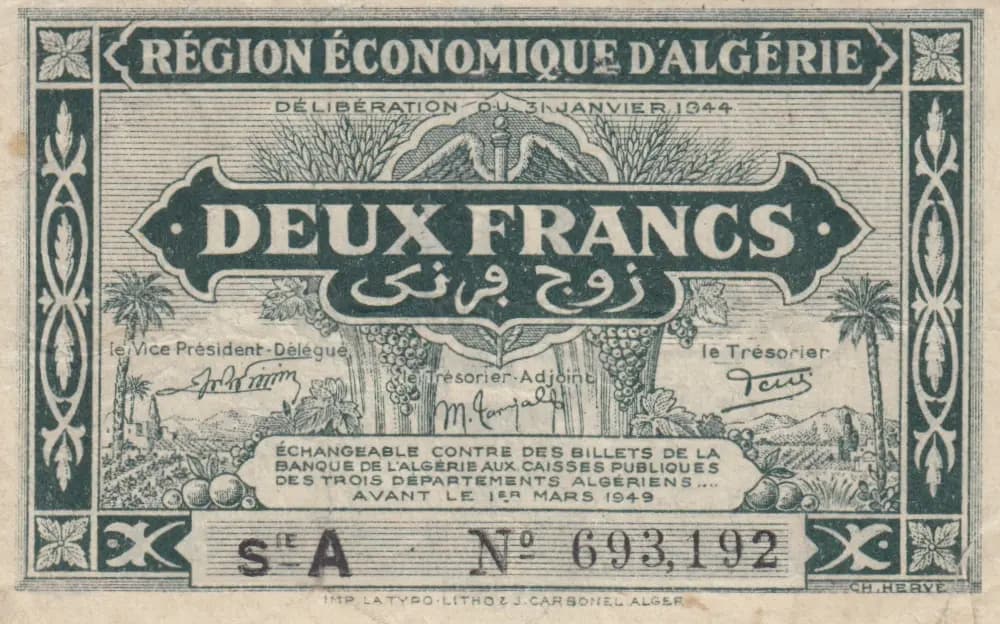 RÉGION ÉCONOMIQUE D'ALGÉRIE
DÉLIBÉRATION DU 31 JANVIER 1944
DEUX FRANCS
زوج فرنكى
le Vice Président-Délégué
le Trésorier-Adjoint
le Trésorier
ÉCHANGEABLE CONTRE DES BILLETS DE LA
BANQUE DE L'ALGÉRIE AUX CAISSES PUBLIQUES
DES TROIS DÉPARTEMENTS ALGÉRIENS....
AVANT LE 1ER MARS 1949
SIE A Nº 693,192
CH. HERVÉ
IMP. LA TYPO-LITHO & J. CARBONEL ALGER